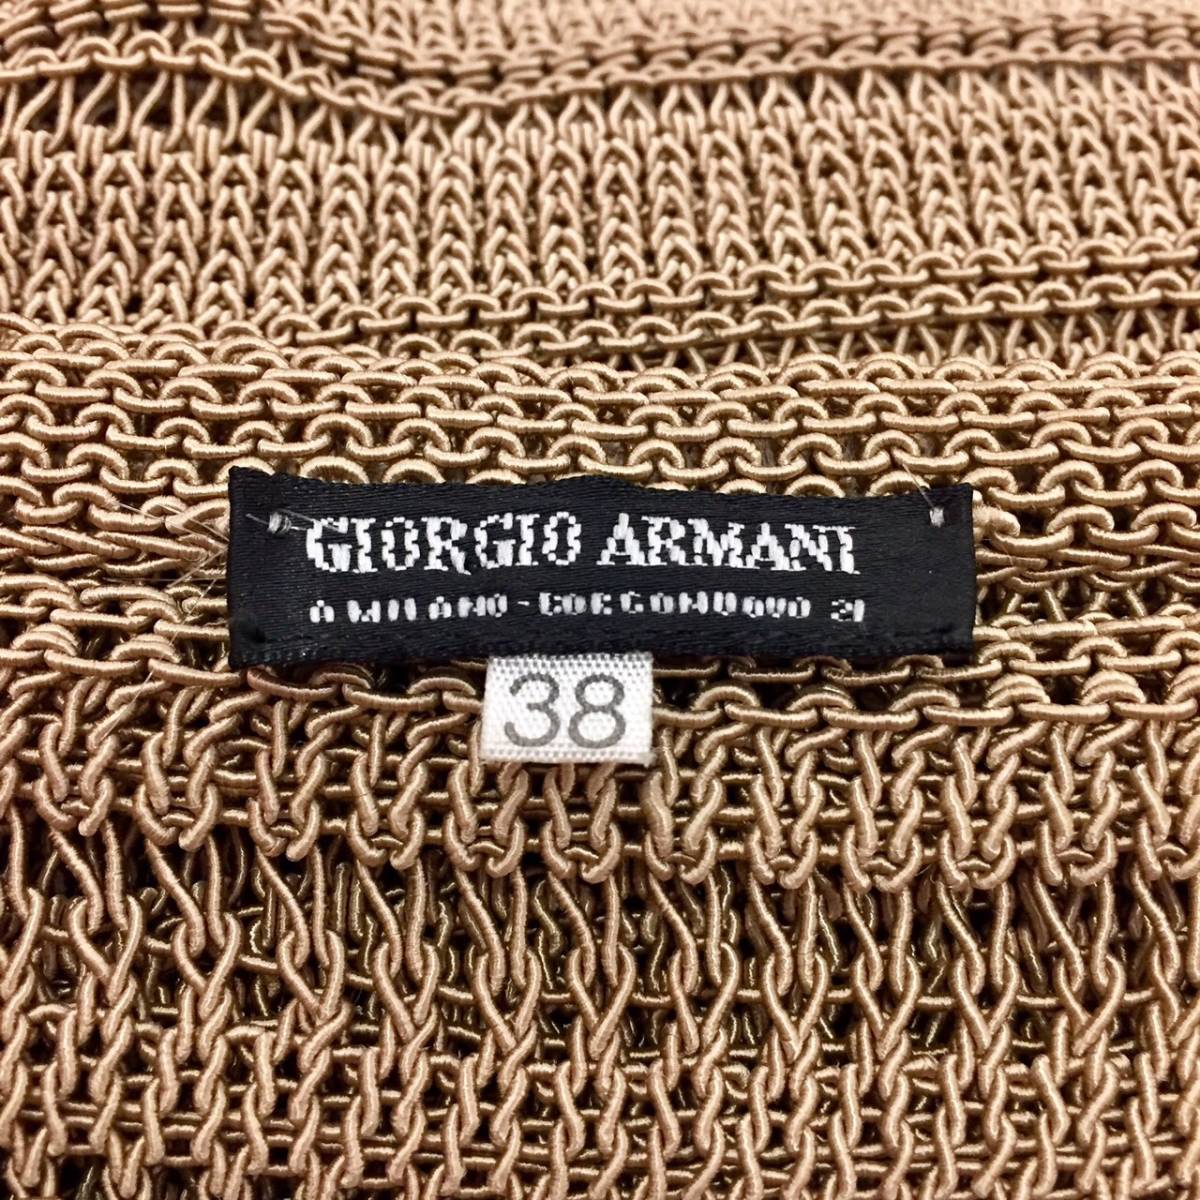 GIORGIO ARMANI
A MILANO - BORGONUOVO 21
38